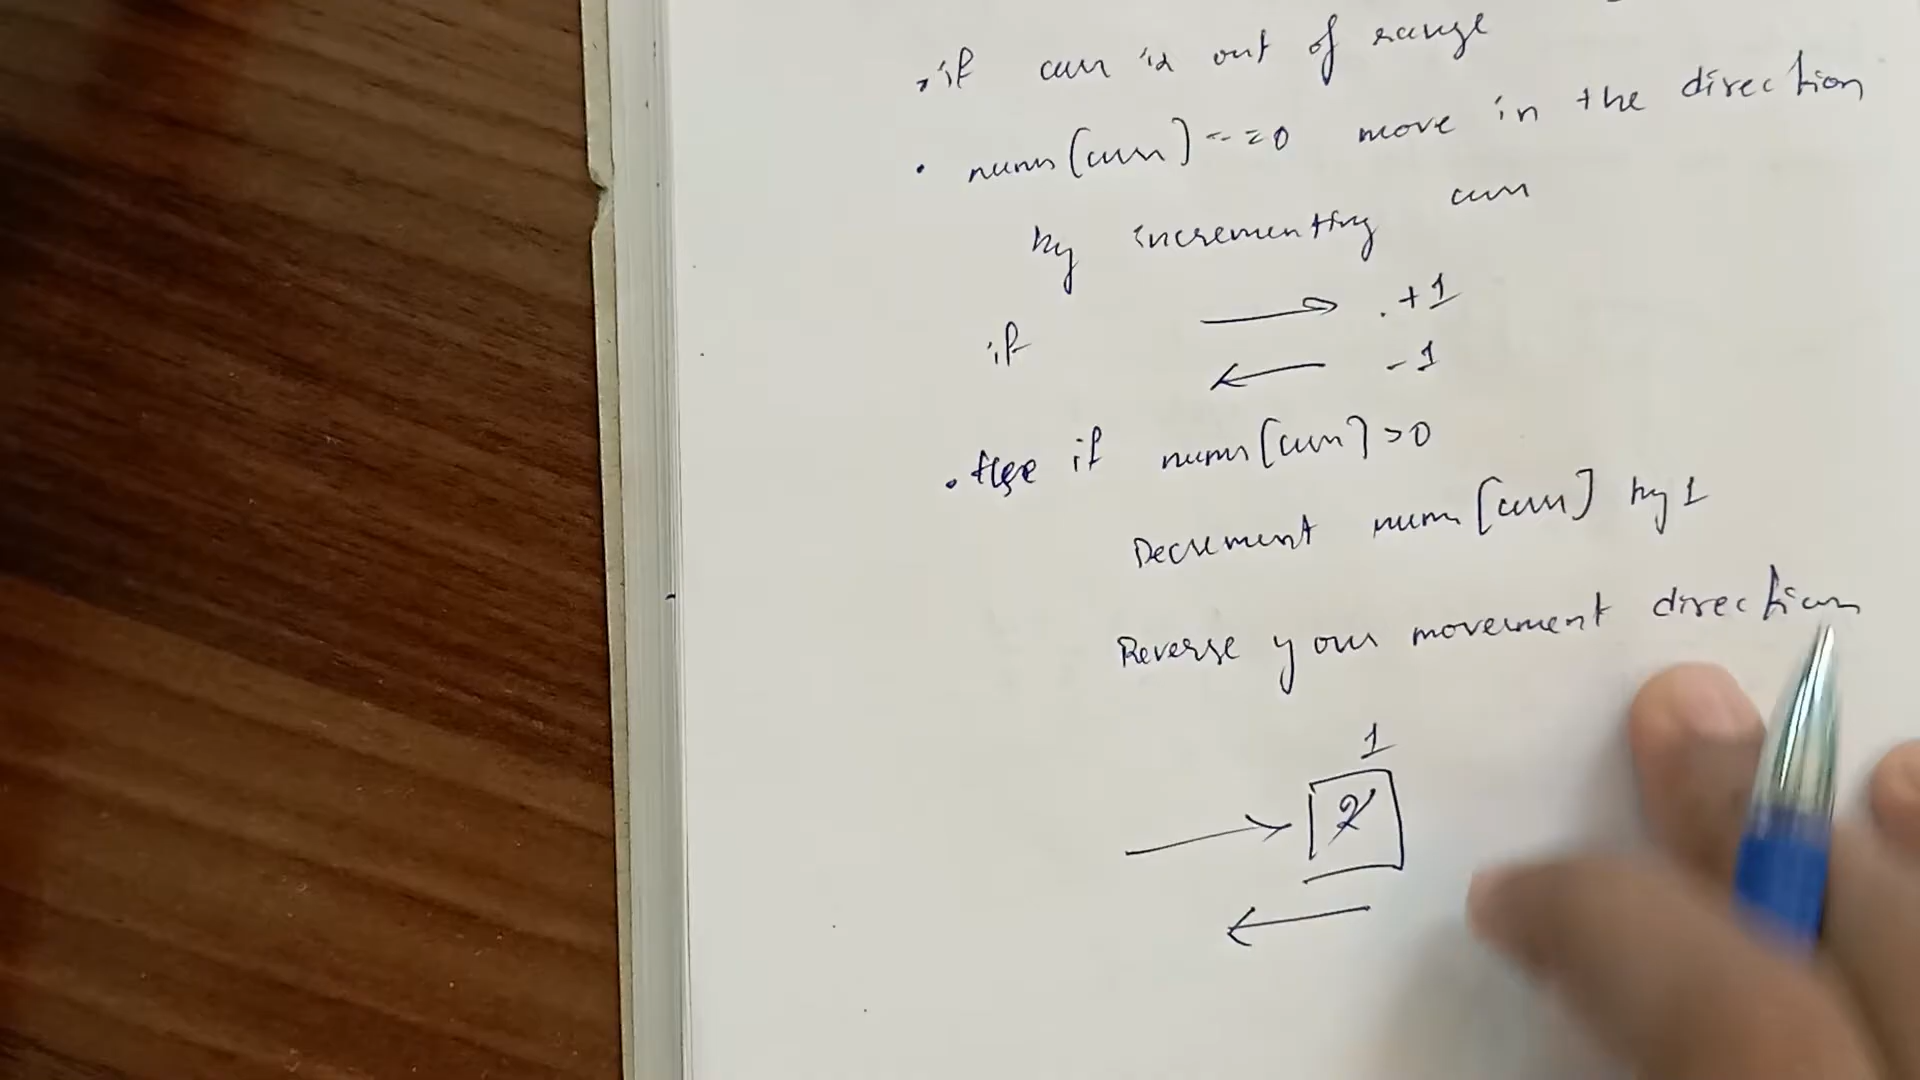 • if curr is out of range
• nums[curr] == 0 move in the direction
by incrementing curr
if → . +1
← - 1
• else if nums[curr] > 0
Decrement nums[curr] by 1
Reverse your movement direction
1
2